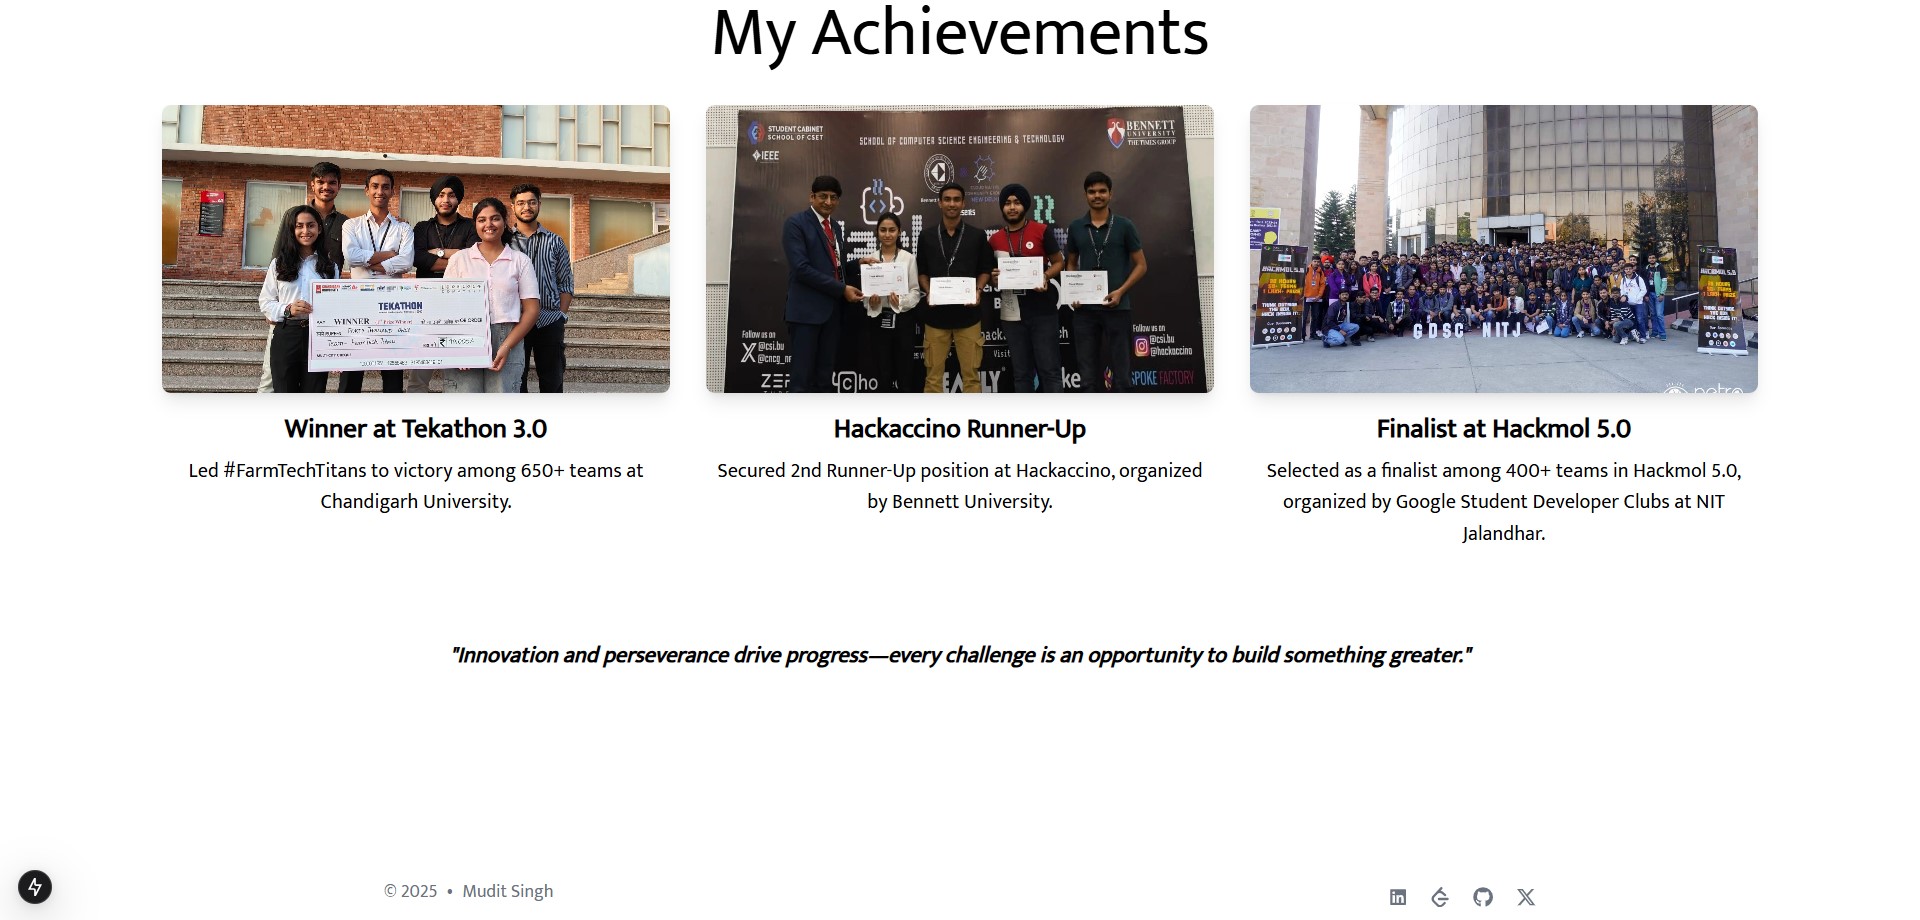 My Achievements
STUDENT CABINET
SCHOOL OF CSET
IEEE
SCHOOL OF COMPUTER SCIENCE ENGINEERING & TECHNOLOGY
BENNETT
UNIVERSITY
THE TIMES GROUP
TEKATHON
WINNER
Follow us on
@csi.bu
Follow us on
@csi.bu
@hackaccino
Visit
SPOKE FACTORY
HACKMOL 5.0
GDSC NITJ
Winner at Tekathon 3.0
Led #FarmTechTitans to victory among 650+ teams at
Chandigarh University.
Hackaccino Runner-Up
Secured 2nd Runner-Up position at Hackaccino, organized
by Bennett University.
Finalist at Hackmol 5.0
Selected as a finalist among 400+ teams in Hackmol 5.0,
organized by Google Student Developer Clubs at NIT
Jalandhar.
"Innovation and perseverance drive progress—every challenge is an opportunity to build something greater."
© 2025 • Mudit Singh